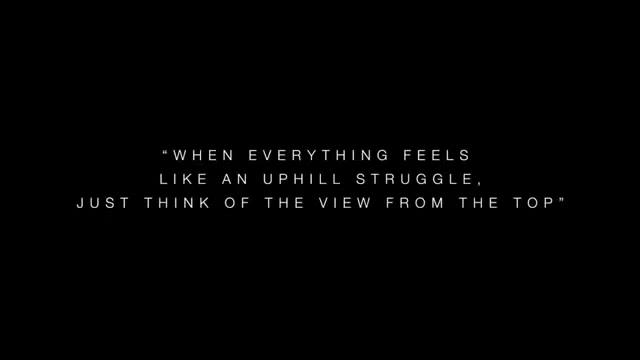 “WHEN EVERYTHING FEELS
LIKE AN UPHILL STRUGGLE,
JUST THINK OF THE VIEW FROM THE TOP”